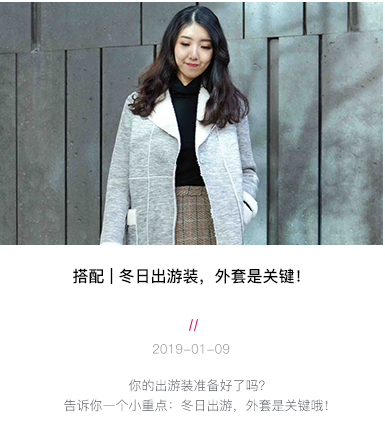 搭配 | 冬日出游装，外套是关键！
//
2019-01-09
你的出游装准备好了吗？
告诉你一个小重点：冬日出游，外套是关键哦！